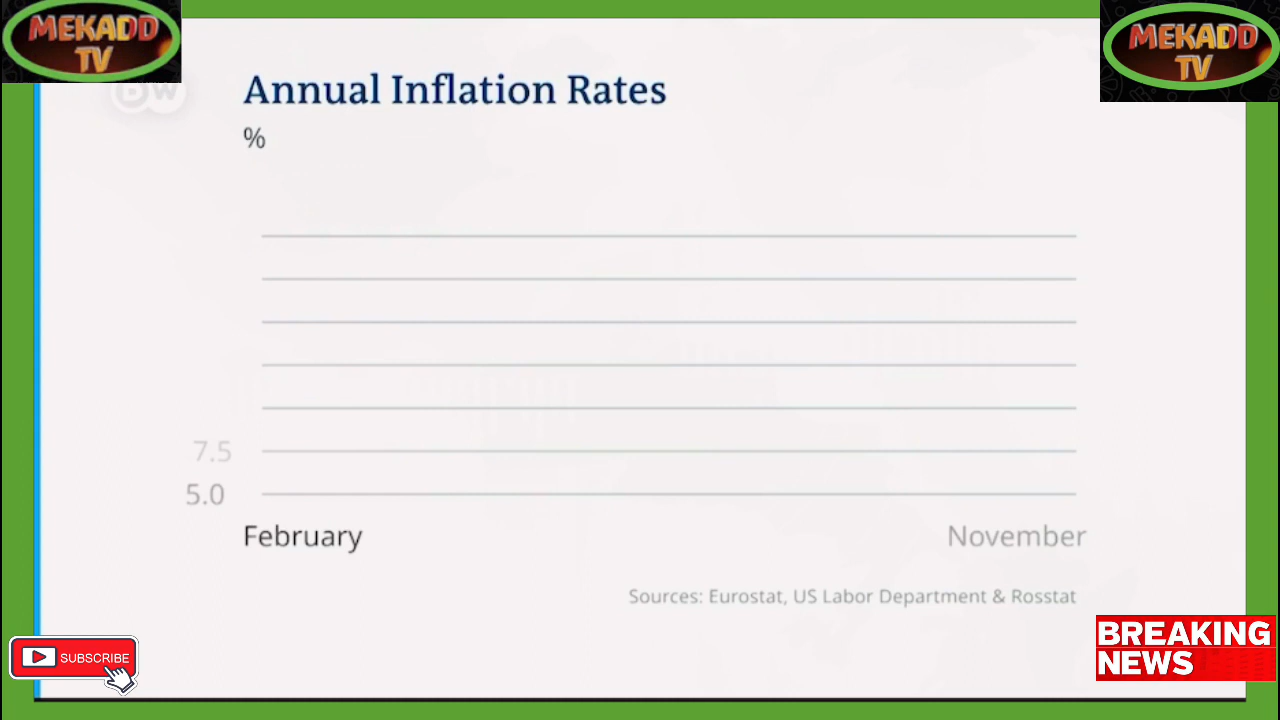 MEKADD
TV
MEKADD
TV
DW
Annual Inflation Rates
%
7.5
5.0
February
November
Sources: Eurostat, US Labor Department & Rosstat
SUBSCRIBE
BREAKING
NEWS